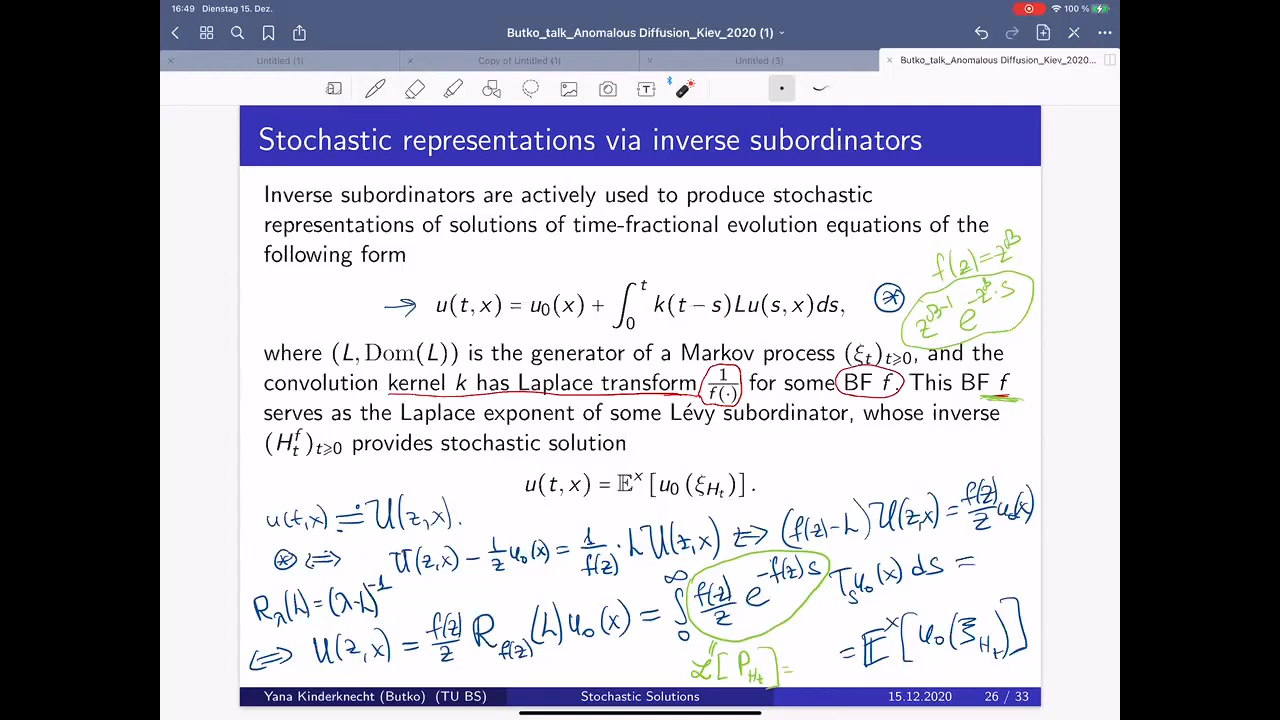 16:49 Dienstag 15. Dez.
100 %
Butko_talk_Anomalous Diffusion_Kiev_2020 (1)
Untitled (1)
Copy of Untitled (1)
Untitled (3)
Butko_talk_Anomalous Diffusion_Kiev_2020...
Stochastic representations via inverse subordinators
Inverse subordinators are actively used to produce stochastic
representations of solutions of time-fractional evolution equations of the
following form
f(z)=z^β
→ u(t, x) = u₀(x) + ∫₀ᵗ k(t − s)Lu(s, x)ds, ⊛
z^{β-1} e^{-z^β·s}
where (L, Dom(L)) is the generator of a Markov process (ξₜ)ₜ⩾₀, and the
convolution kernel k has Laplace transform 1/f(·) for some BF f. This BF f
serves as the Laplace exponent of some Lévy subordinator, whose inverse
(Hₜᶠ)ₜ⩾₀ provides stochastic solution
u(t, x) = 𝔼ˣ [u₀ (ξ_{Hₜ})] .
u(t,x) ≓ U(z,x).
⊛ ⇔ U(z,x) − 1/z u₀(x) = 1/f(z) · L U(z,x) ⇔ (f(z)−L) U(z,x) = f(z)/z u₀(x)
R_λ(L) = (λ−L)⁻¹
⇔ U(z,x) = f(z)/z R_{f(z)}(L) u₀(x) = ∫₀^∞ f(z)/z e^{−f(z)s} Tₛu₀(x) ds =
= 𝔼ˣ[u₀(ξ_{Hₜ})]
ℒ[P_{Hₜ}] =
Yana Kinderknecht (Butko) (TU BS)
Stochastic Solutions
15.12.2020
26 / 33